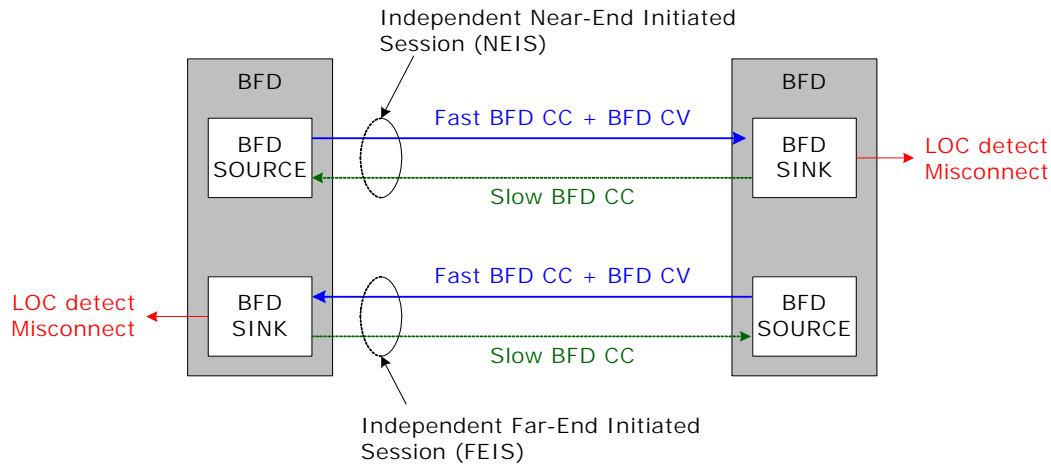 Independent Near-End Initiated
Session (NEIS)
BFD
BFD
Fast BFD CC + BFD CV
BFD
SOURCE
BFD
SINK
LOC detect
Misconnect
Slow BFD CC
Fast BFD CC + BFD CV
LOC detect
Misconnect
BFD
SINK
BFD
SOURCE
Slow BFD CC
Independent Far-End Initiated
Session (FEIS)